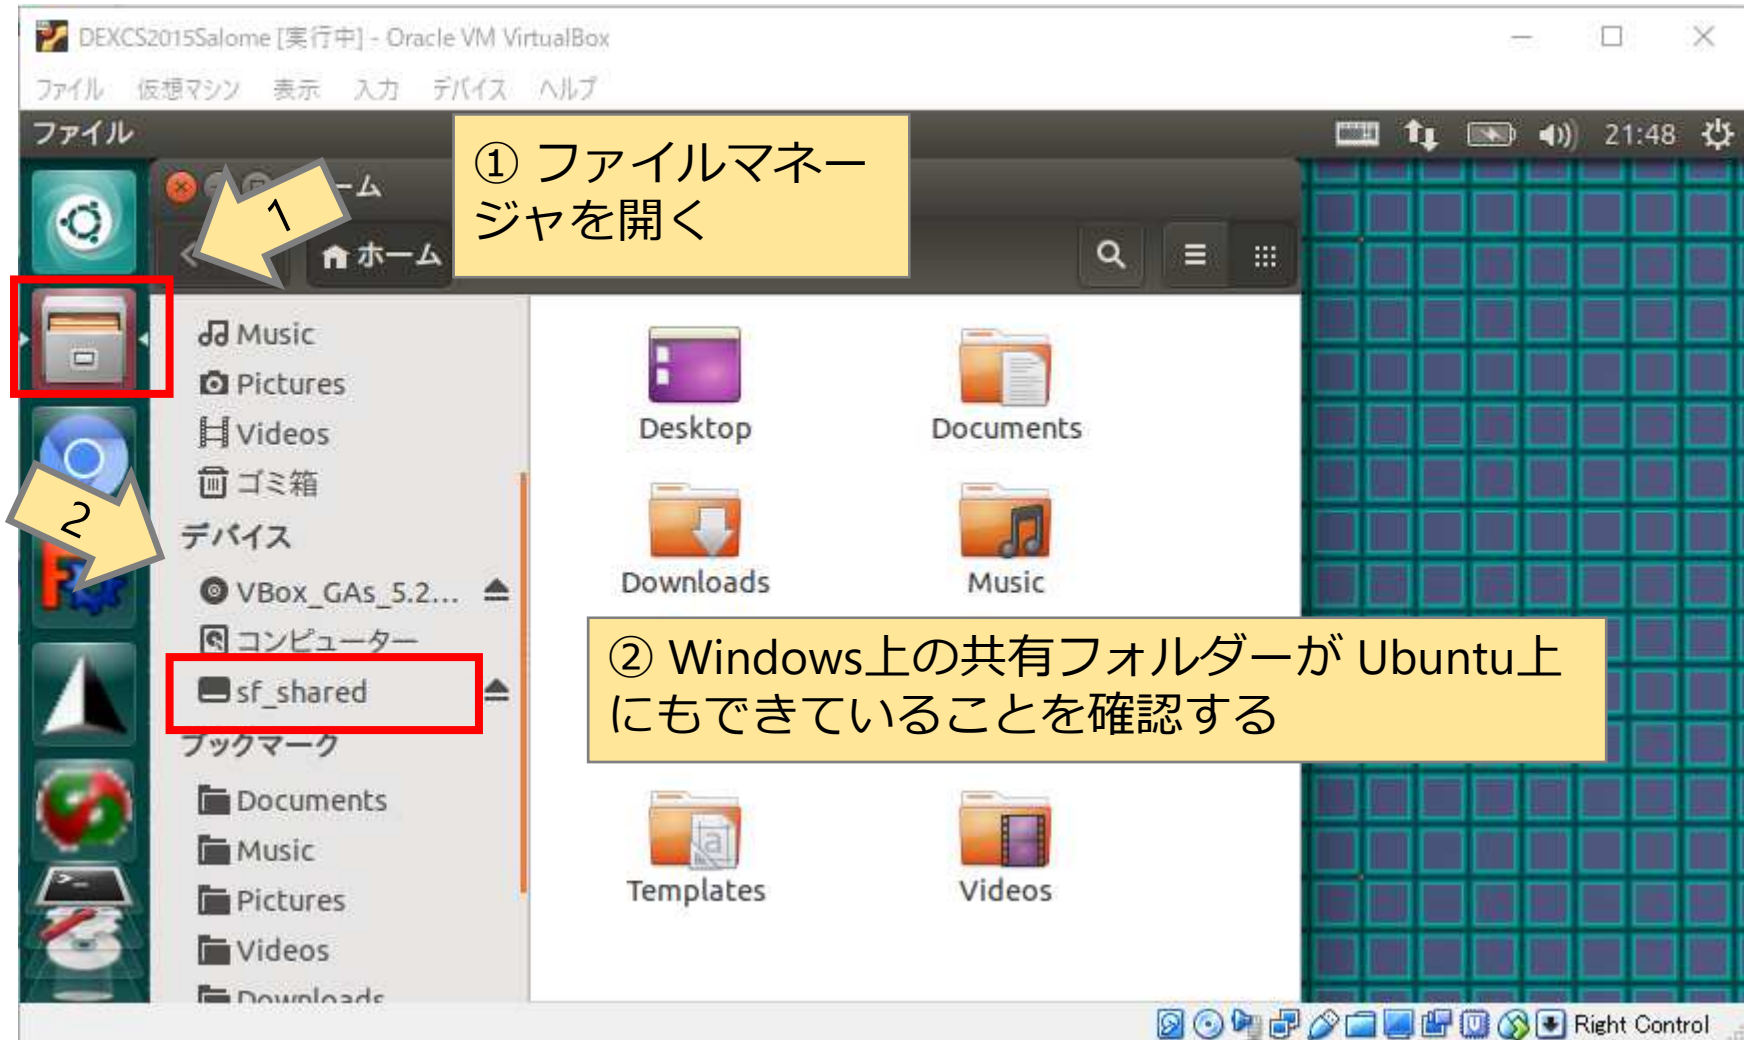 DEXCS2015Salome [実行中] - Oracle VM VirtualBox
ファイル 仮想マシン 表示 入力 デバイス ヘルプ
ファイル
21:48
① ファイルマネー
ジャを開く
1
ホーム
Music
Pictures
Videos
ゴミ箱
2
デバイス
VBox_GAs_5.2...
コンピューター
sf_shared
ブックマーク
Documents
Music
Pictures
Videos
Downloads
Desktop
Documents
Downloads
Music
② Windows上の共有フォルダーが Ubuntu上
にもできていることを確認する
Templates
Videos
Right Control